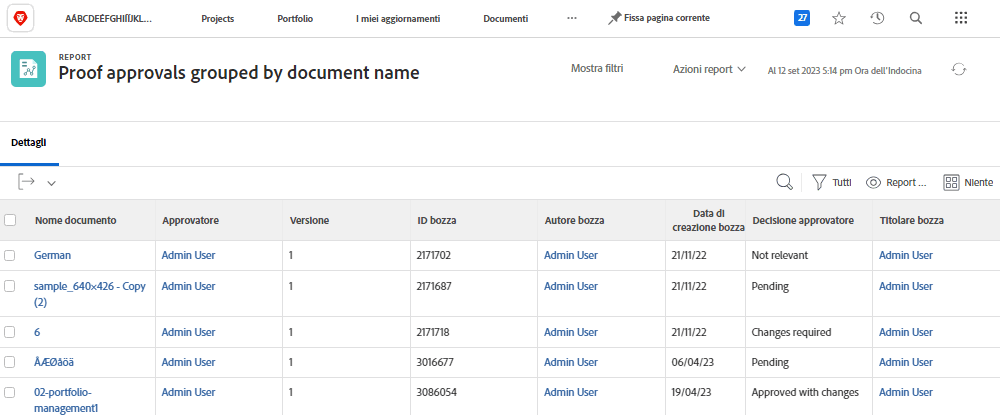 AÁBCDEÉFGHIÍJKL... Projects Portfolio I miei aggiornamenti Documenti ... Fissa pagina corrente 27
REPORT
Proof approvals grouped by document name
Mostra filtri Azioni report Al 12 set 2023 5:14 pm Ora dell'Indocina
Dettagli
Tutti Report ... Niente
Nome documento Approvatore Versione ID bozza Autore bozza Data di creazione bozza Decisione approvatore Titolare bozza
German Admin User 1 2171702 Admin User 21/11/22 Not relevant Admin User
sample_640×426 - Copy Admin User 1 2171687 Admin User 21/11/22 Pending Admin User
(2)
6 Admin User 1 2171718 Admin User 21/11/22 Changes required Admin User
ÅÆØåöä Admin User 1 3016677 Admin User 06/04/23 Pending Admin User
02-portfolio- Admin User 1 3086054 Admin User 19/04/23 Approved with changes Admin User
management1